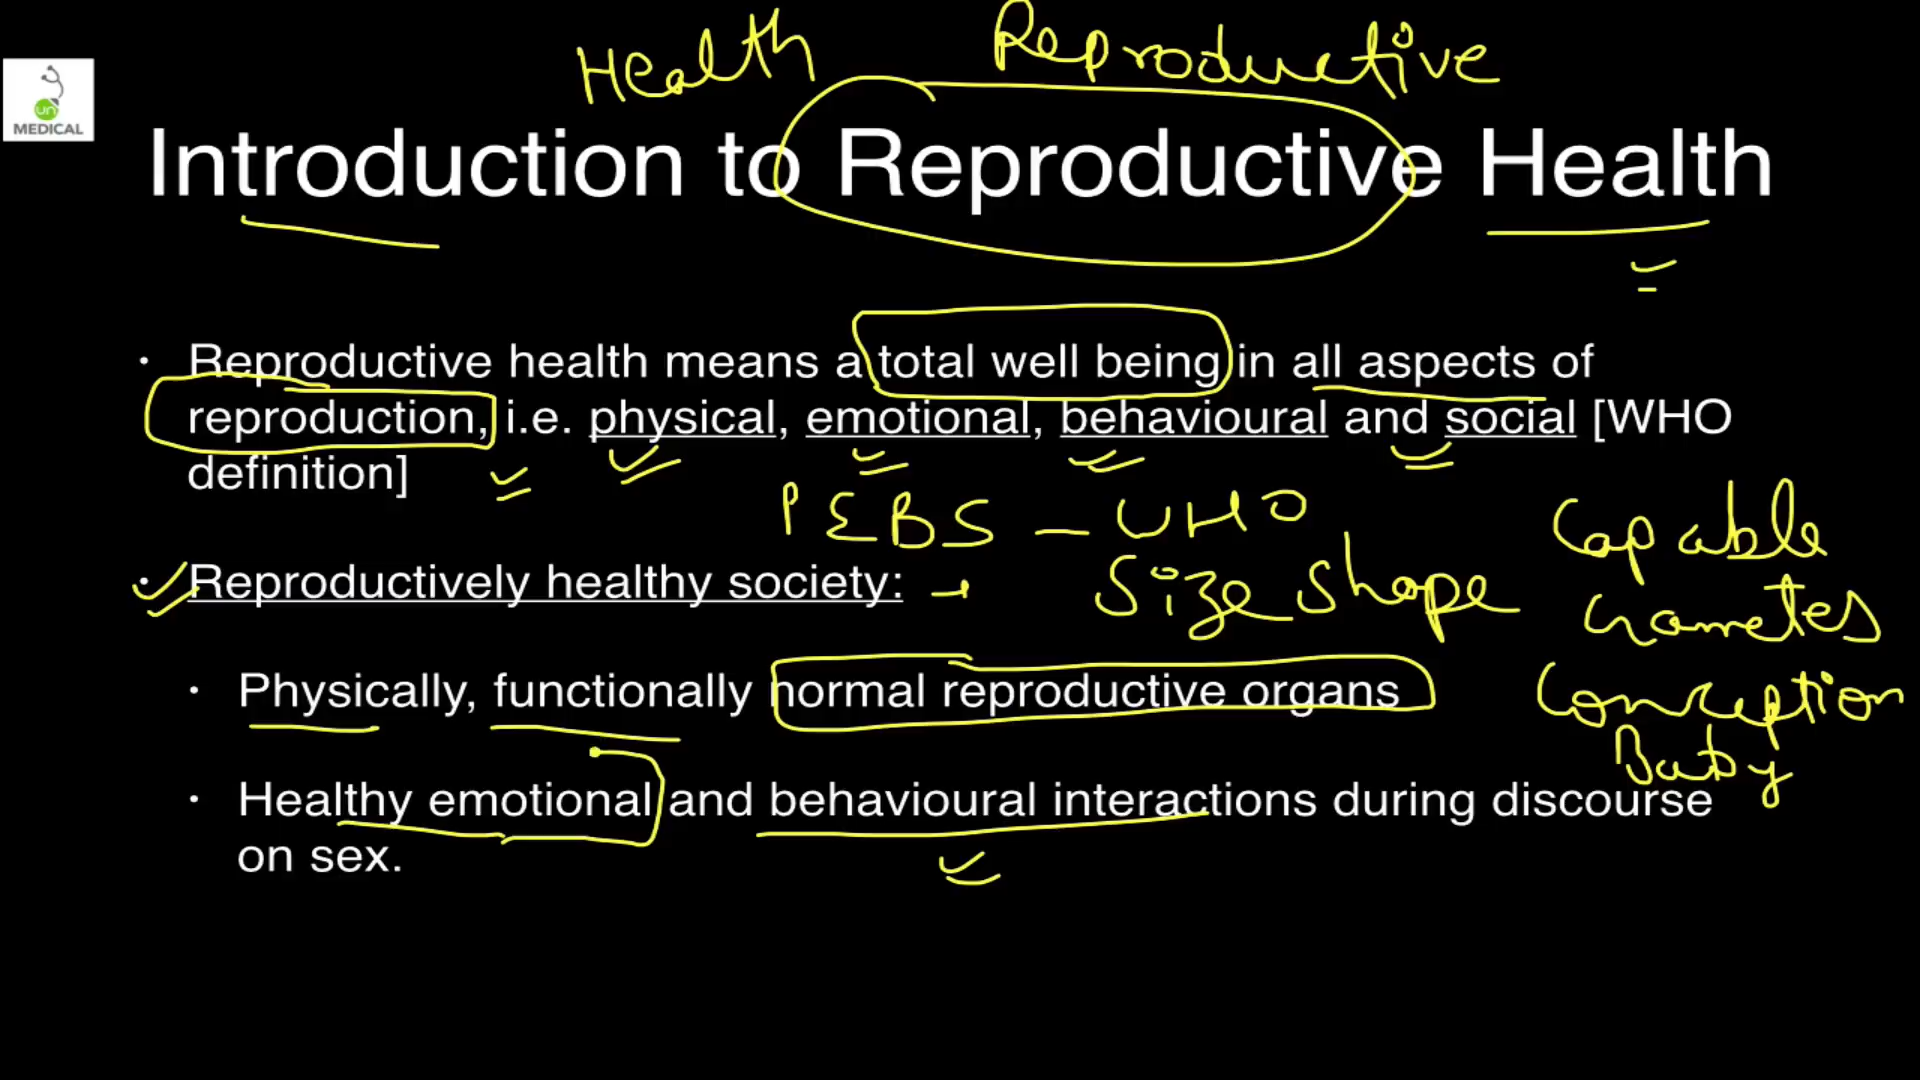 Health Reproductive
un
MEDICAL
Introduction to Reproductive Health
• Reproductive health means a total well being in all aspects of
reproduction, i.e. physical, emotional, behavioural and social [WHO
definition]
PEBS - WHO
Capable
• Reproductively healthy society: →
Size Shape
Gametes
• Physically, functionally normal reproductive organs
Conception
Baby
• Healthy emotional and behavioural interactions during discourse
on sex.